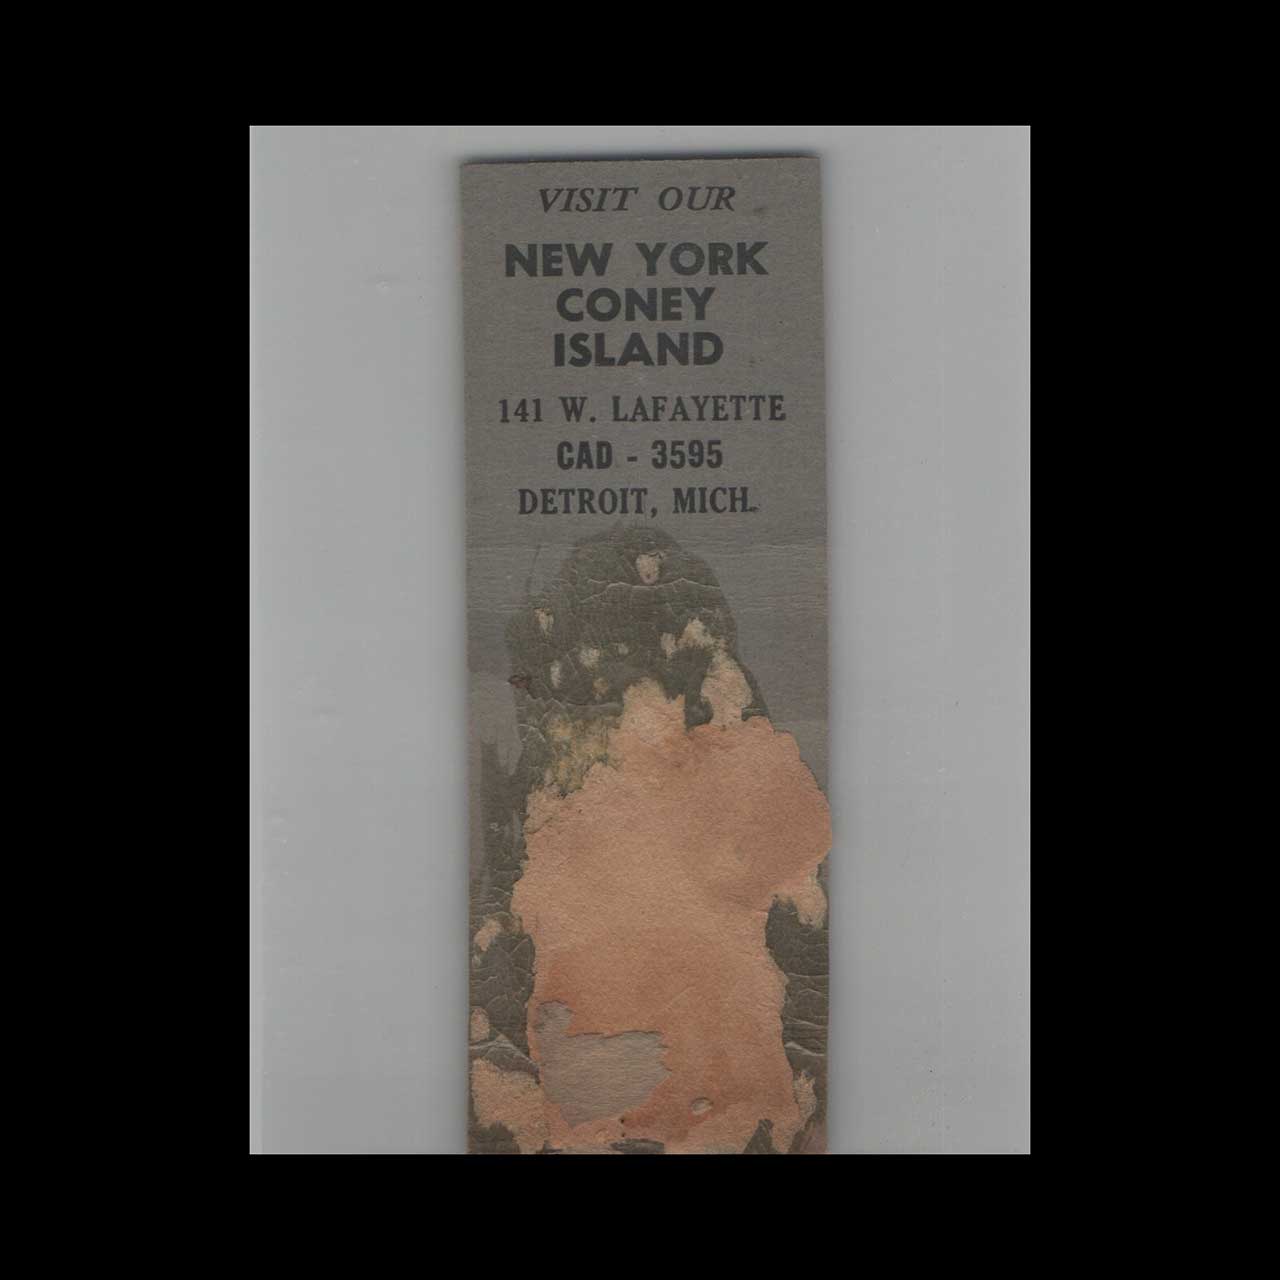 VISIT OUR
NEW YORK
CONEY
ISLAND
141 W. LAFAYETTE
CAD - 3595
DETROIT, MICH.